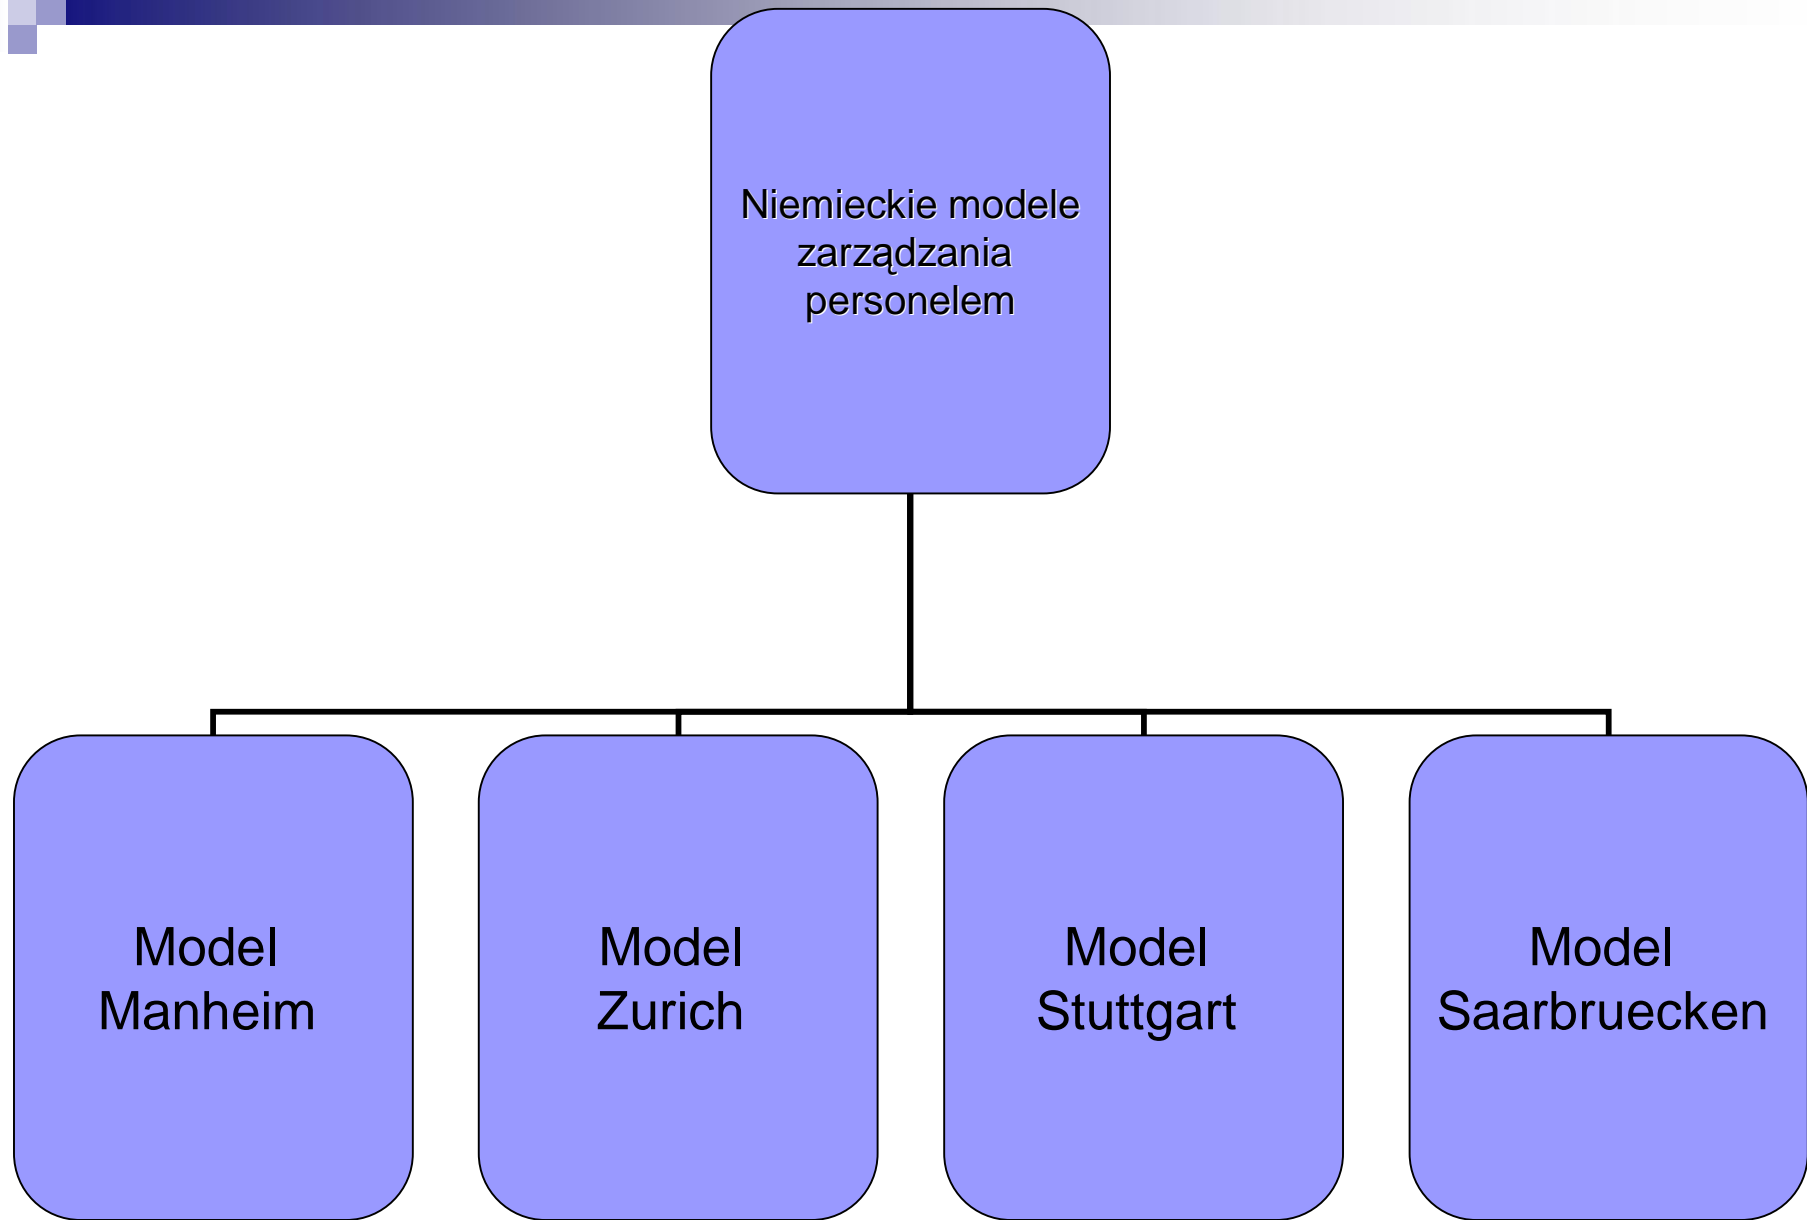 Niemieckie modele
zarządzania
personelem
Model
Manheim
Model
Zurich
Model
Stuttgart
Model
Saarbruecken